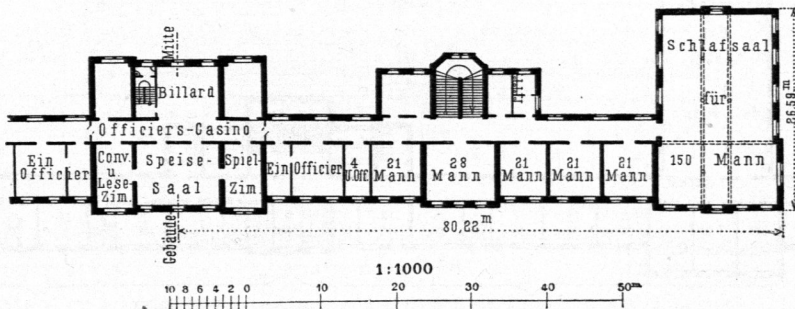 Mitte
Billard
Officiers-Casino
Schlafsaal
für
150 Mann
26,58 m
Ein
Officier
Conv.
u.
Lese-
Zim.
Speise-
Saal
Spiel-
Zim.
Ein Officier
4
U.Off.
21
Mann
28
Mann
21
Mann
21
Mann
21
Mann
Gebäude-
80,22 m
1:1000
10 8 6 4 2 0 10 20 30 40 50m